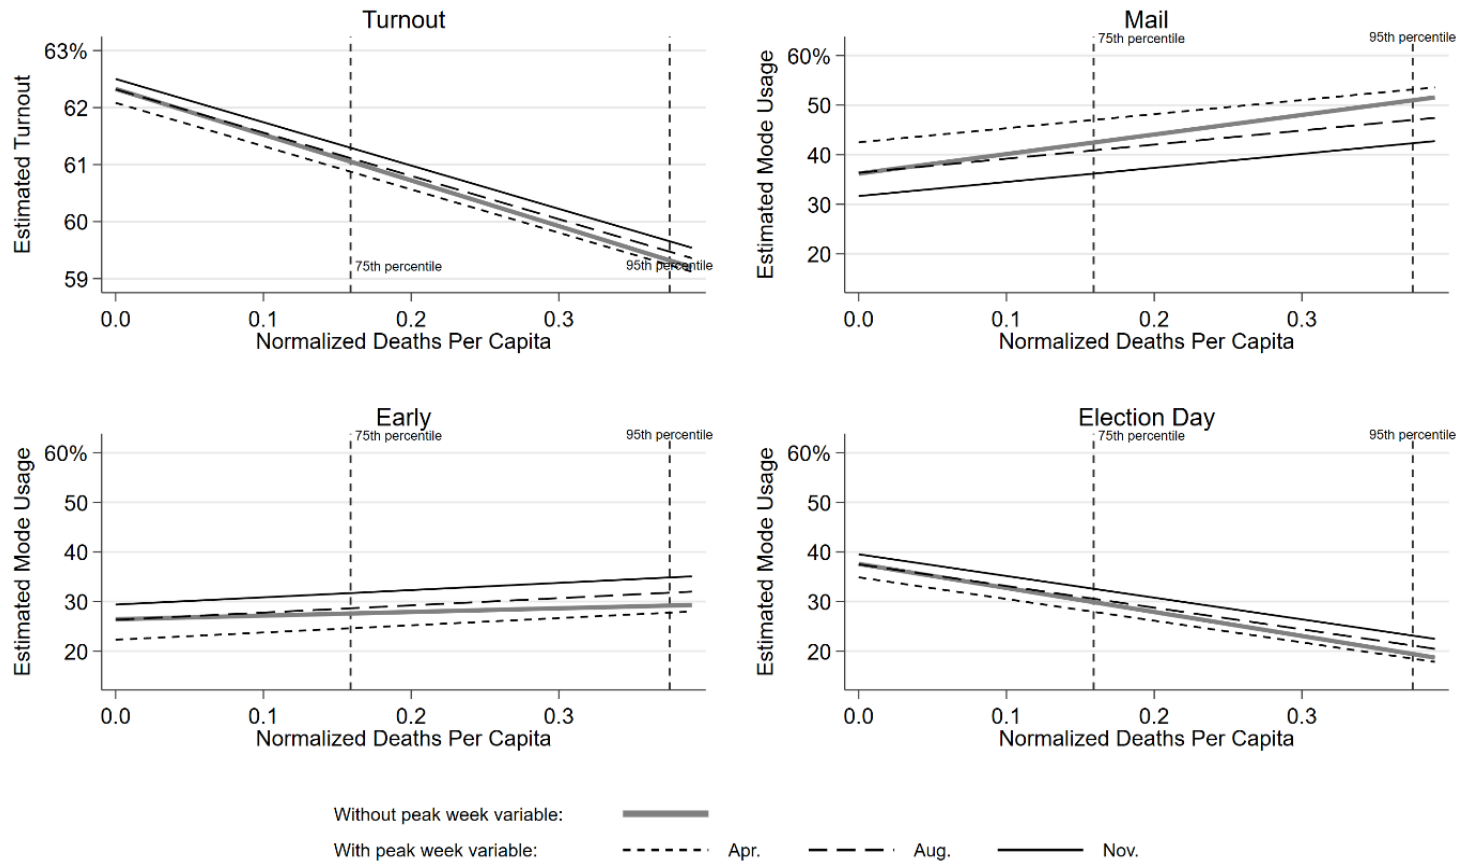 Turnout
63%
62
61
60
59
Estimated Turnout
75th percentile
95th percentile
0.0 0.1 0.2 0.3
Normalized Deaths Per Capita
Mail
75th percentile
95th percentile
60%
50
40
30
20
Estimated Mode Usage
0.0 0.1 0.2 0.3
Normalized Deaths Per Capita
Early
75th percentile
95th percentile
60%
50
40
30
20
Estimated Mode Usage
0.0 0.1 0.2 0.3
Normalized Deaths Per Capita
Election Day
75th percentile
95th percentile
60%
50
40
30
20
Estimated Mode Usage
0.0 0.1 0.2 0.3
Normalized Deaths Per Capita
Without peak week variable:
With peak week variable: Apr. Aug. Nov.